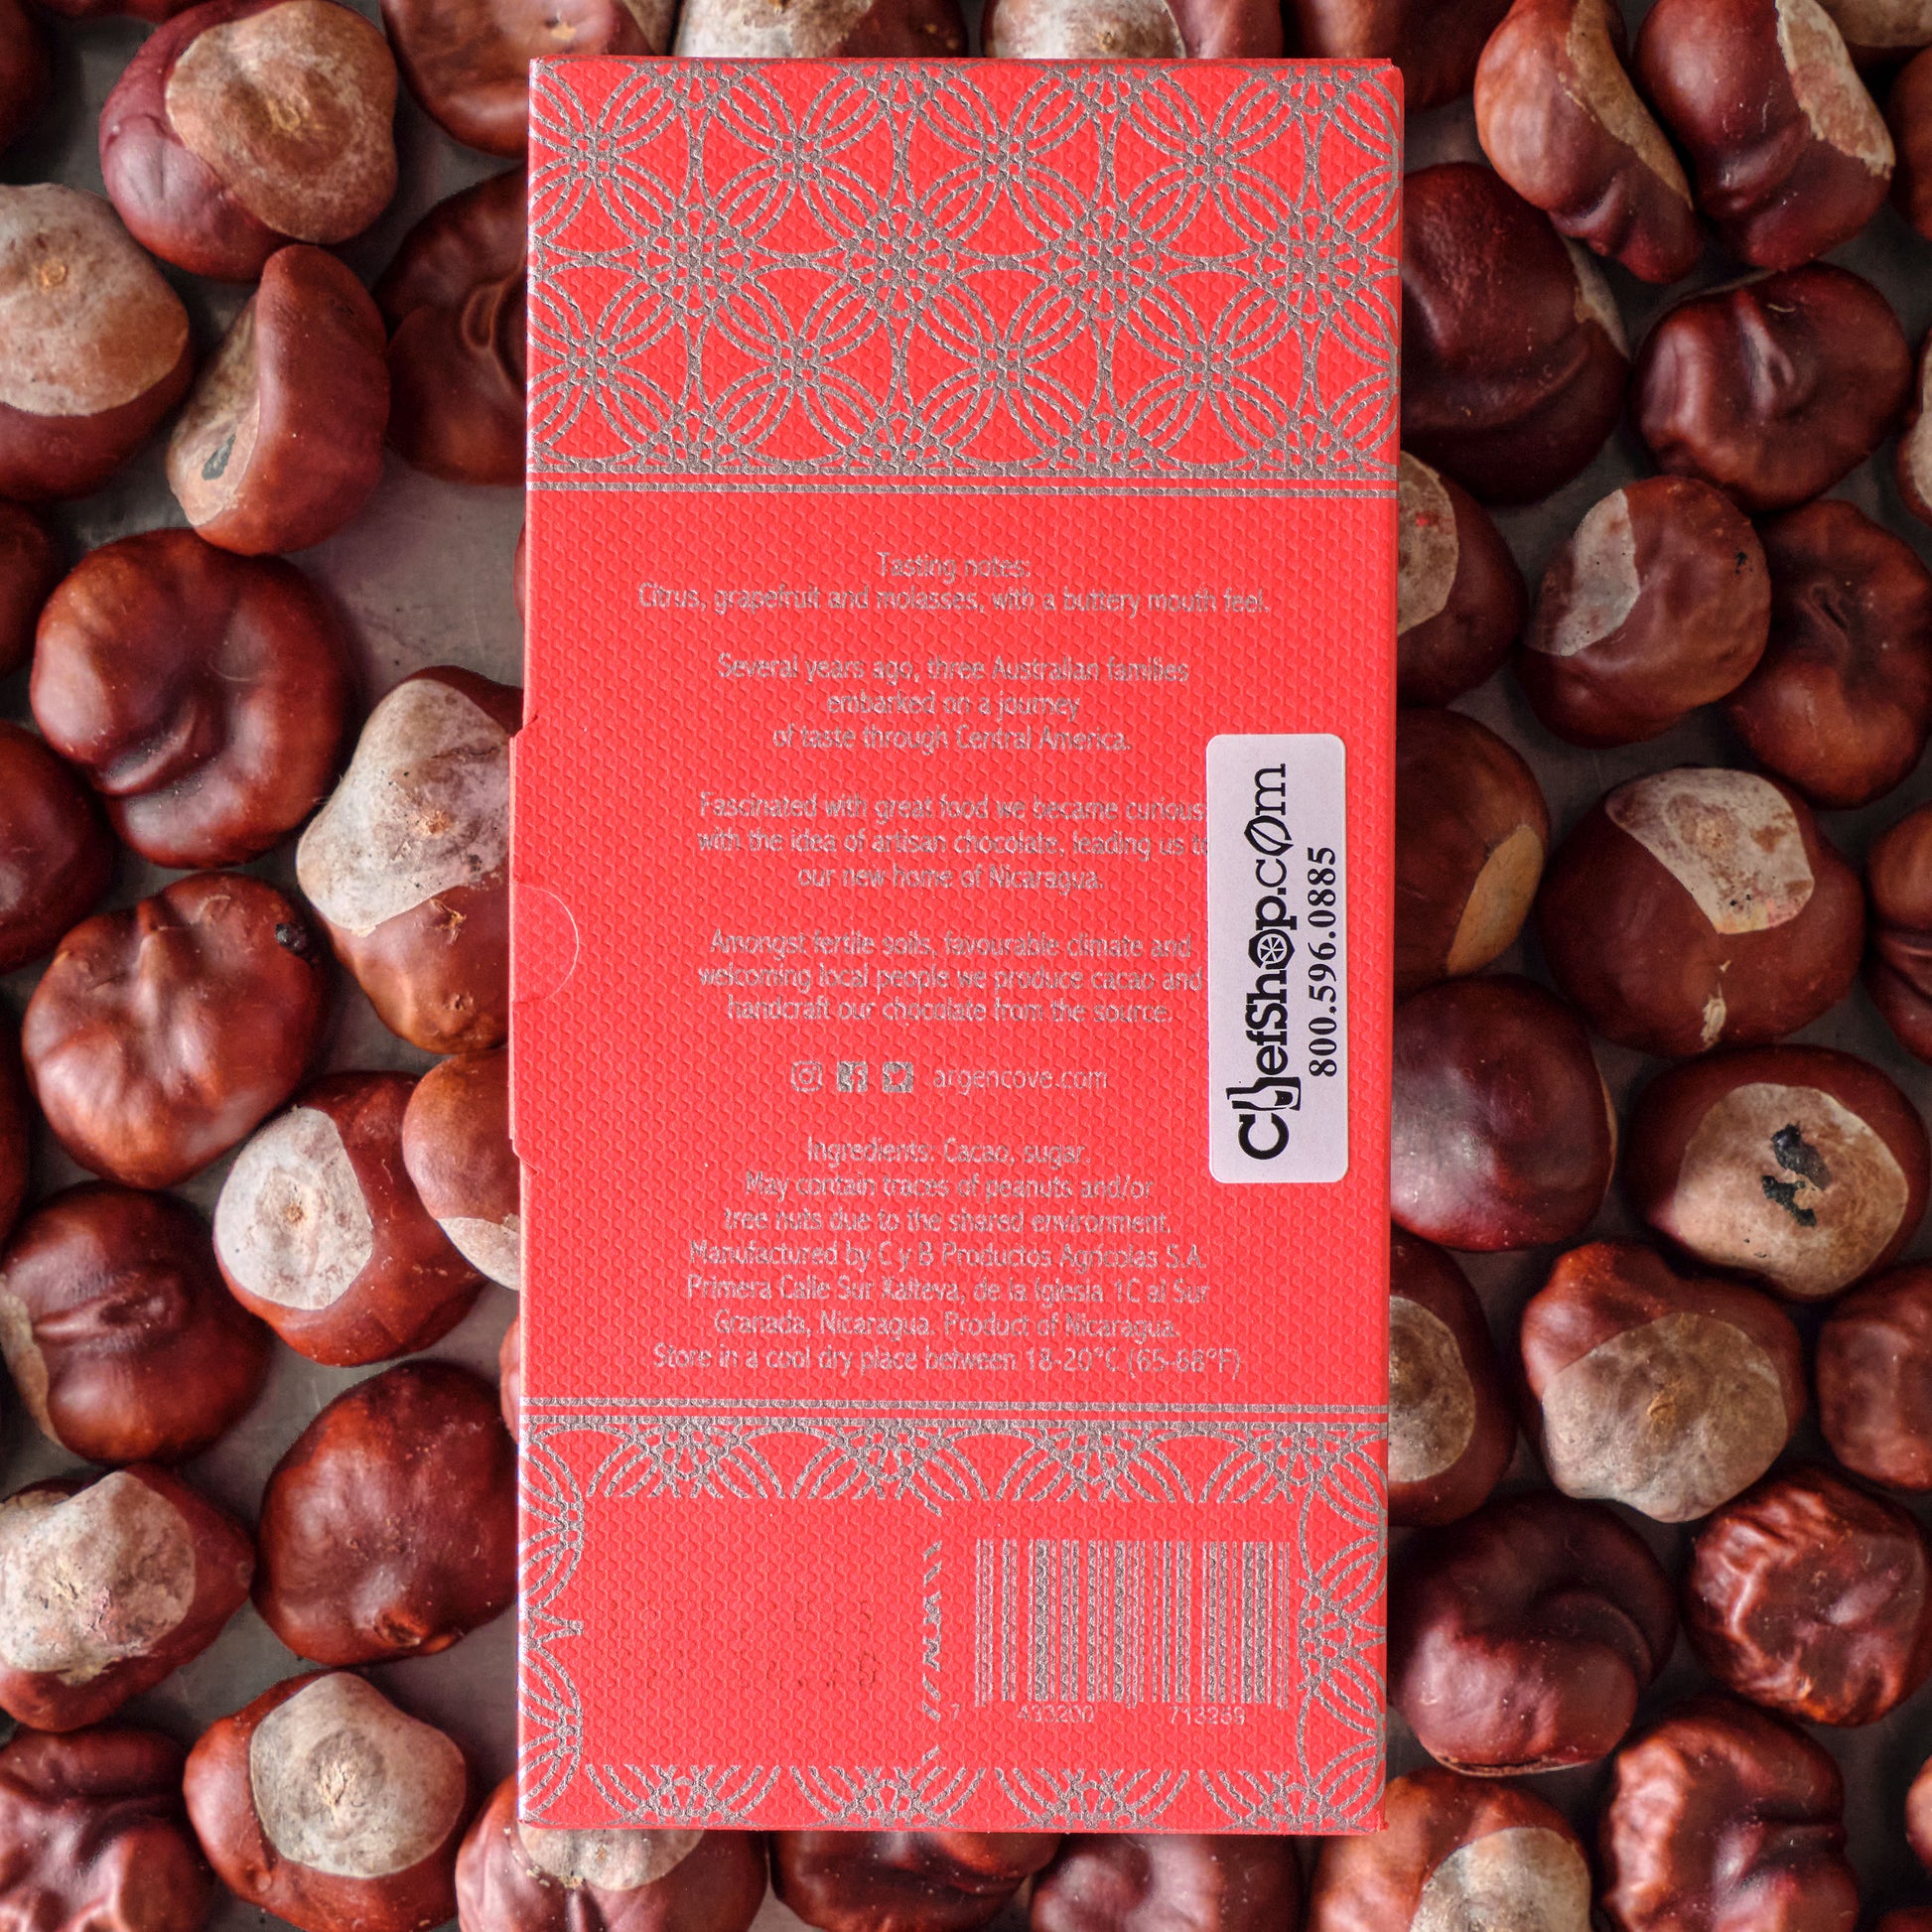 Tasting notes:
Citrus, grapefruit and molasses, with a buttery mouth feel.
Several years ago, three Australian families
embarked on a journey
of taste through Central America.
Fascinated with great food we became curious
with the idea of artisan chocolate, leading us to
our new home of Nicaragua.
Amongst fertile soils, favourable climate and
welcoming local people we produce cacao and
handcraft our chocolate from the source.
argencove.com
Ingredients: Cacao, sugar.
May contain traces of peanuts and/or
tree nuts due to the shared environment.
Manufactured by C y B Productos Agrícolas S.A.
Primera Calle Sur Xalteva, de la Iglesia 1C al Sur
Granada, Nicaragua. Product of Nicaragua.
Store in a cool dry place between 18-20°C (65-68°F)
ChefShop.com
800.596.0885
7 433200 713269